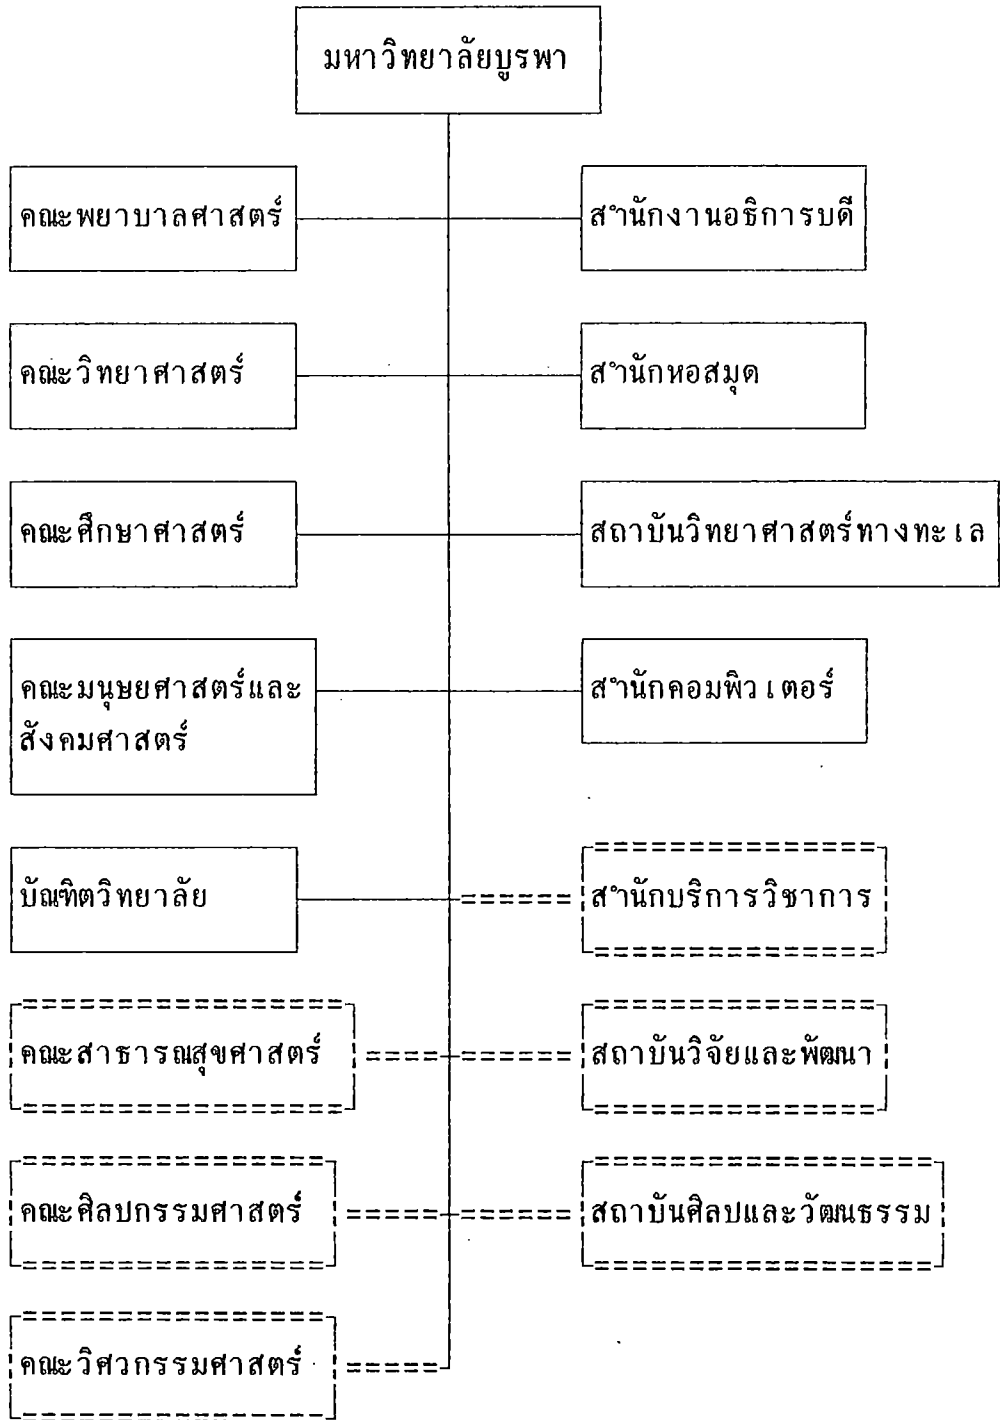 มหาวิทยาลัยบูรพา
คณะพยาบาลศาสตร์
สำนักงานอธิการบดี
คณะวิทยาศาสตร์
สำนักหอสมุด
คณะศึกษาศาสตร์
สถาบันวิทยาศาสตร์ทางทะเล
คณะมนุษยศาสตร์และ
สังคมศาสตร์
สำนักคอมพิวเตอร์
บัณฑิตวิทยาลัย
สำนักบริการวิชาการ
คณะสาธารณสุขศาสตร์
สถาบันวิจัยและพัฒนา
คณะศิลปกรรมศาสตร์
สถาบันศิลปและวัฒนธรรม
คณะวิศวกรรมศาสตร์